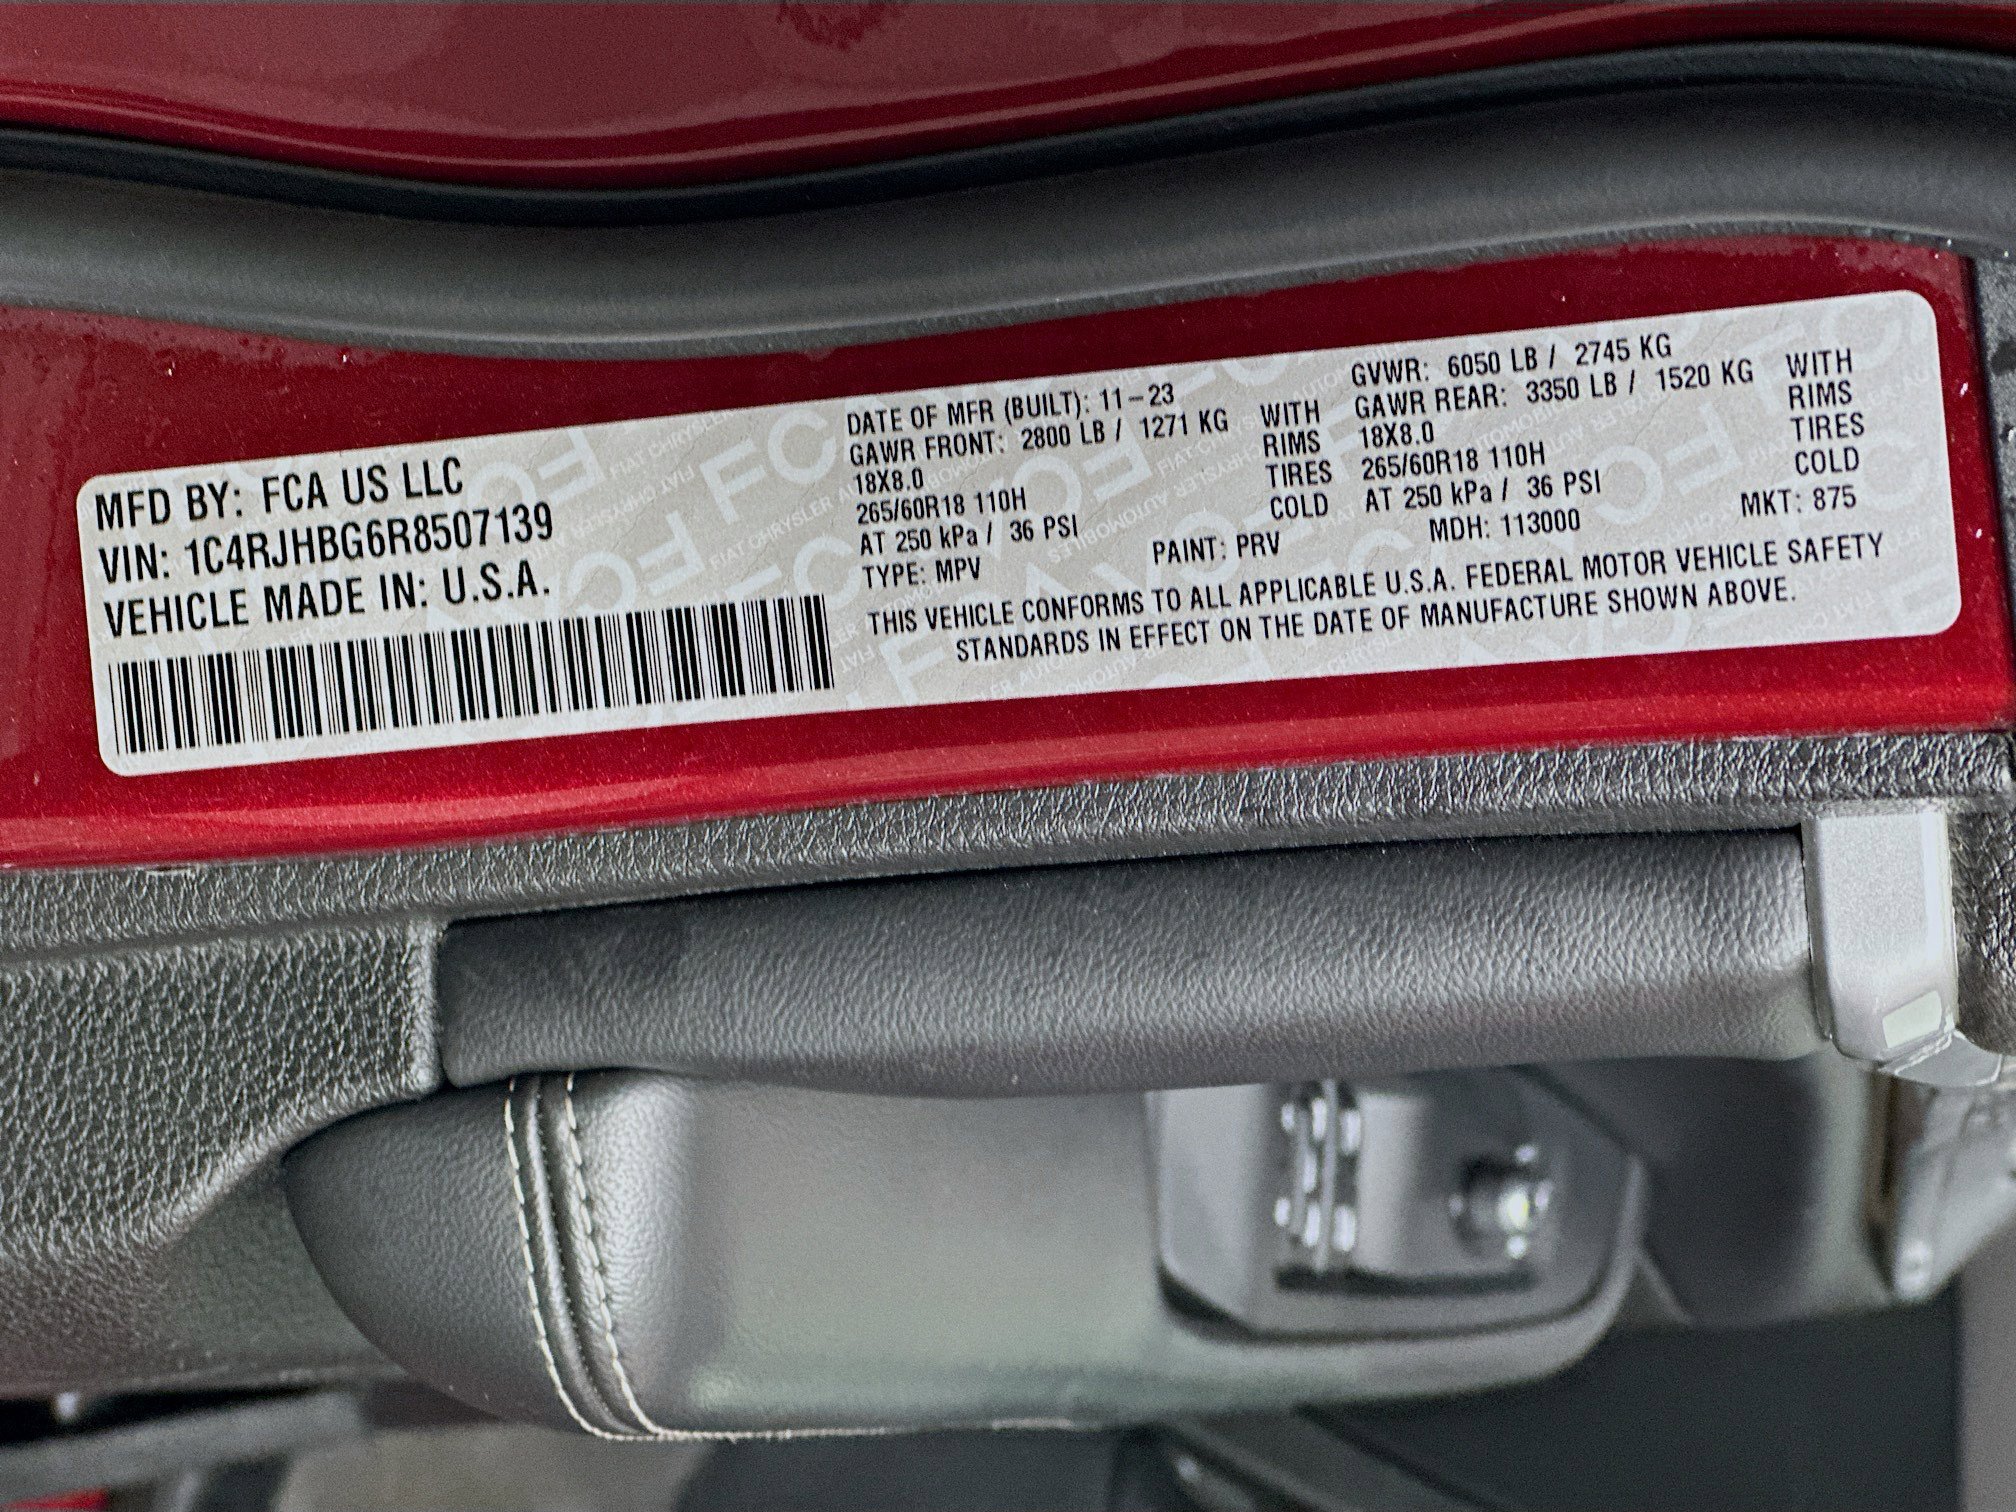 MFD BY: FCA US LLC
VIN: 1C4RJHBG6R8507139
VEHICLE MADE IN: U.S.A.
DATE OF MFR (BUILT): 11-23
GAWR FRONT: 2800 LB / 1271 KG WITH
18X8.0 RIMS
265/60R18 110H TIRES
AT 250 kPa / 36 PSI COLD
TYPE: MPV
GVWR: 6050 LB / 2745 KG
GAWR REAR: 3350 LB / 1520 KG WITH
18X8.0 RIMS
265/60R18 110H TIRES
AT 250 kPa / 36 PSI COLD
PAINT: PRV MDH: 113000 MKT: 875
THIS VEHICLE CONFORMS TO ALL APPLICABLE U.S.A. FEDERAL MOTOR VEHICLE SAFETY
STANDARDS IN EFFECT ON THE DATE OF MANUFACTURE SHOWN ABOVE.